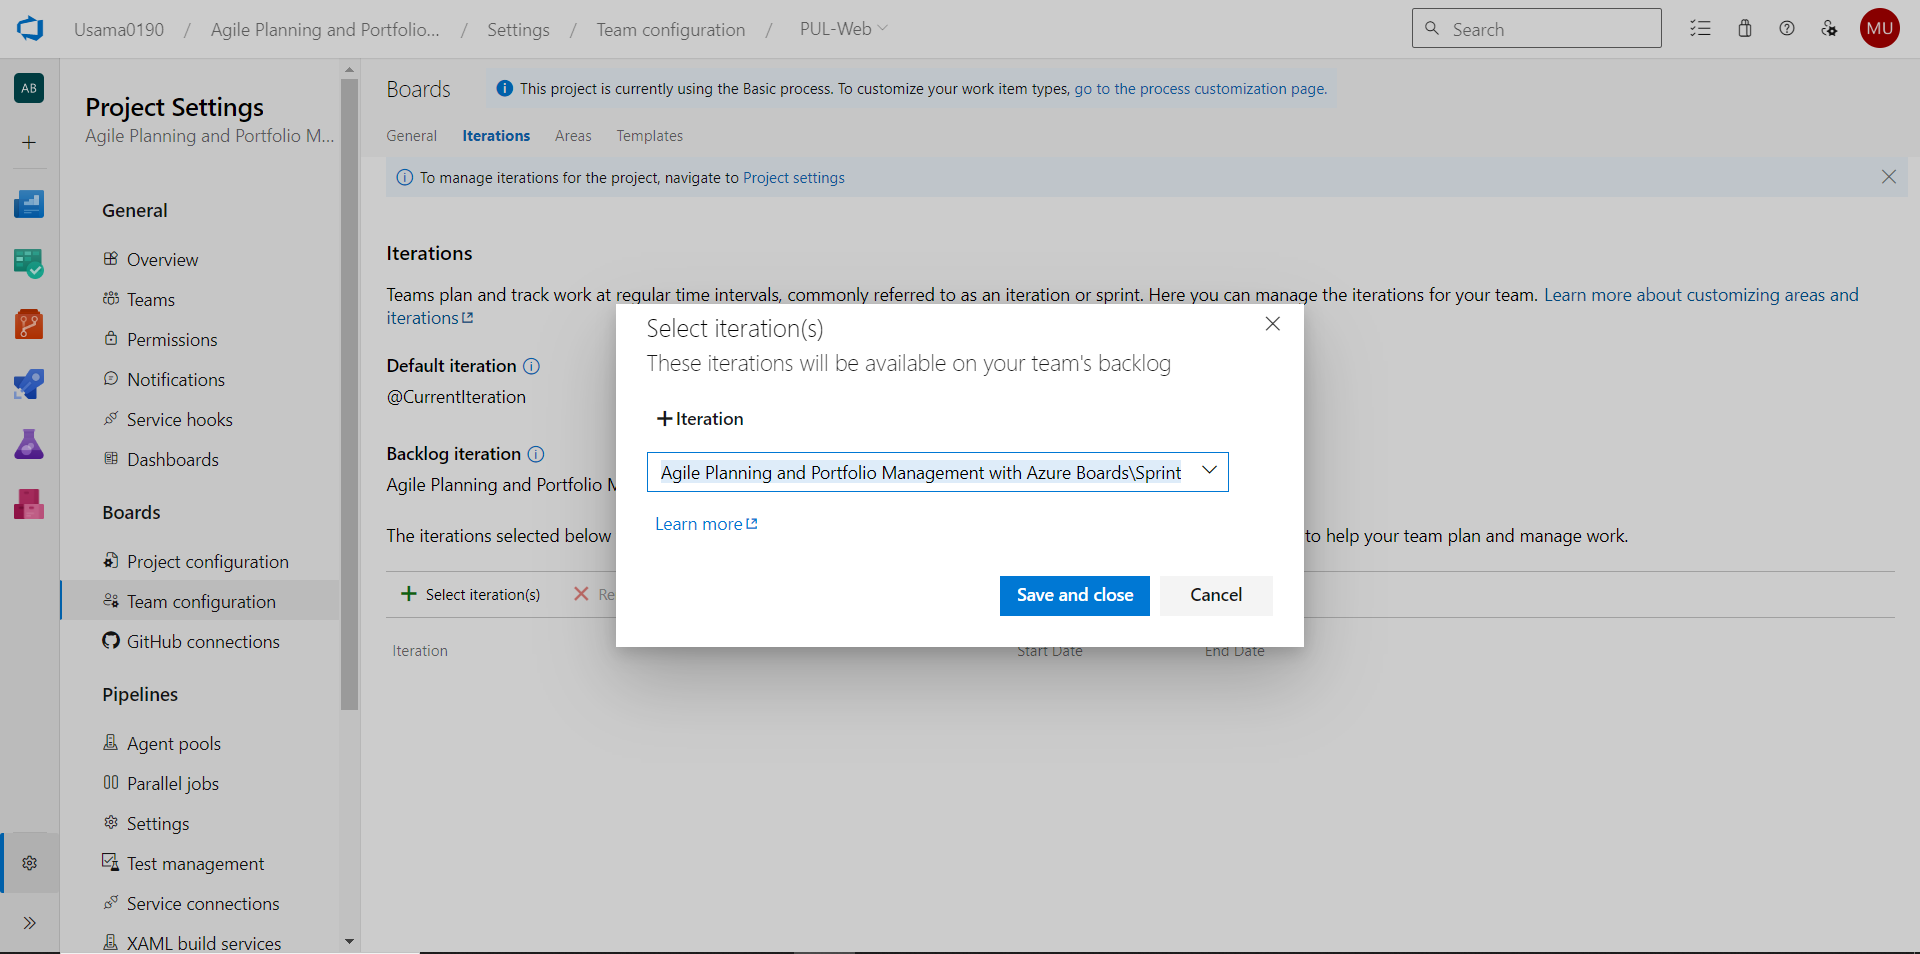 Usama0190 / Agile Planning and Portfolio... / Settings / Team configuration / PUL-Web
Search
MU
AB
Project Settings
Agile Planning and Portfolio M...
General
Overview
Teams
Permissions
Notifications
Service hooks
Dashboards
Boards
Project configuration
Team configuration
GitHub connections
Pipelines
Agent pools
Parallel jobs
Settings
Test management
Service connections
XAML build services
Boards
This project is currently using the Basic process. To customize your work item types, go to the process customization page.
General Iterations Areas Templates
To manage iterations for the project, navigate to Project settings
Iterations
Teams plan and track work at regular time intervals, commonly referred to as an iteration or sprint. Here you can manage the iterations for your team. Learn more about customizing areas and
iterations
Default iteration
@CurrentIteration
Backlog iteration
Agile Planning and Portfolio M
The iterations selected below
to help your team plan and manage work.
Select iteration(s)
Re
Iteration Start Date End Date
Select iteration(s)
These iterations will be available on your team's backlog
+ Iteration
Agile Planning and Portfolio Management with Azure Boards\Sprint
Learn more
Save and close
Cancel